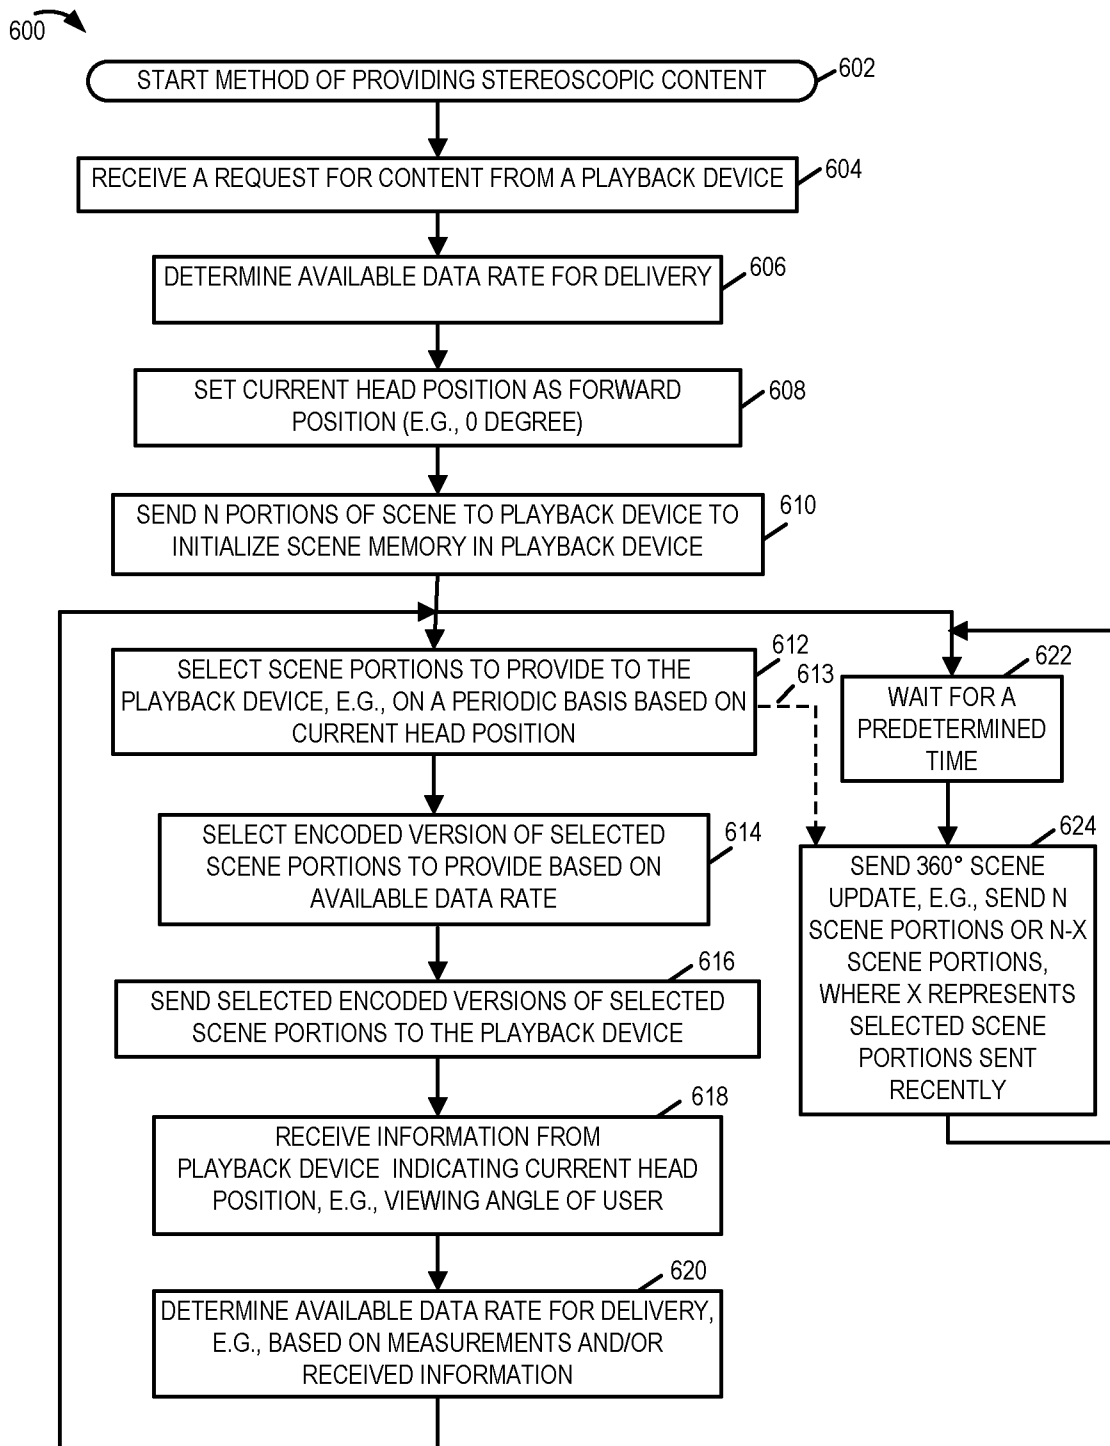 600
START METHOD OF PROVIDING STEREOSCOPIC CONTENT
602
RECEIVE A REQUEST FOR CONTENT FROM A PLAYBACK DEVICE
604
DETERMINE AVAILABLE DATA RATE FOR DELIVERY
606
SET CURRENT HEAD POSITION AS FORWARD
POSITION (E.G., 0 DEGREE)
608
SEND N PORTIONS OF SCENE TO PLAYBACK DEVICE TO
INITIALIZE SCENE MEMORY IN PLAYBACK DEVICE
610
SELECT SCENE PORTIONS TO PROVIDE TO THE
PLAYBACK DEVICE, E.G., ON A PERIODIC BASIS BASED ON
CURRENT HEAD POSITION
612
613
SELECT ENCODED VERSION OF SELECTED
SCENE PORTIONS TO PROVIDE BASED ON
AVAILABLE DATA RATE
614
SEND SELECTED ENCODED VERSIONS OF SELECTED
SCENE PORTIONS TO THE PLAYBACK DEVICE
616
RECEIVE INFORMATION FROM
PLAYBACK DEVICE INDICATING CURRENT HEAD
POSITION, E.G., VIEWING ANGLE OF USER
618
DETERMINE AVAILABLE DATA RATE FOR DELIVERY,
E.G., BASED ON MEASUREMENTS AND/OR
RECEIVED INFORMATION
620
WAIT FOR A
PREDETERMINED
TIME
622
SEND 360° SCENE
UPDATE, E.G., SEND N
SCENE PORTIONS OR N-X
SCENE PORTIONS,
WHERE X REPRESENTS
SELECTED SCENE
PORTIONS SENT
RECENTLY
624